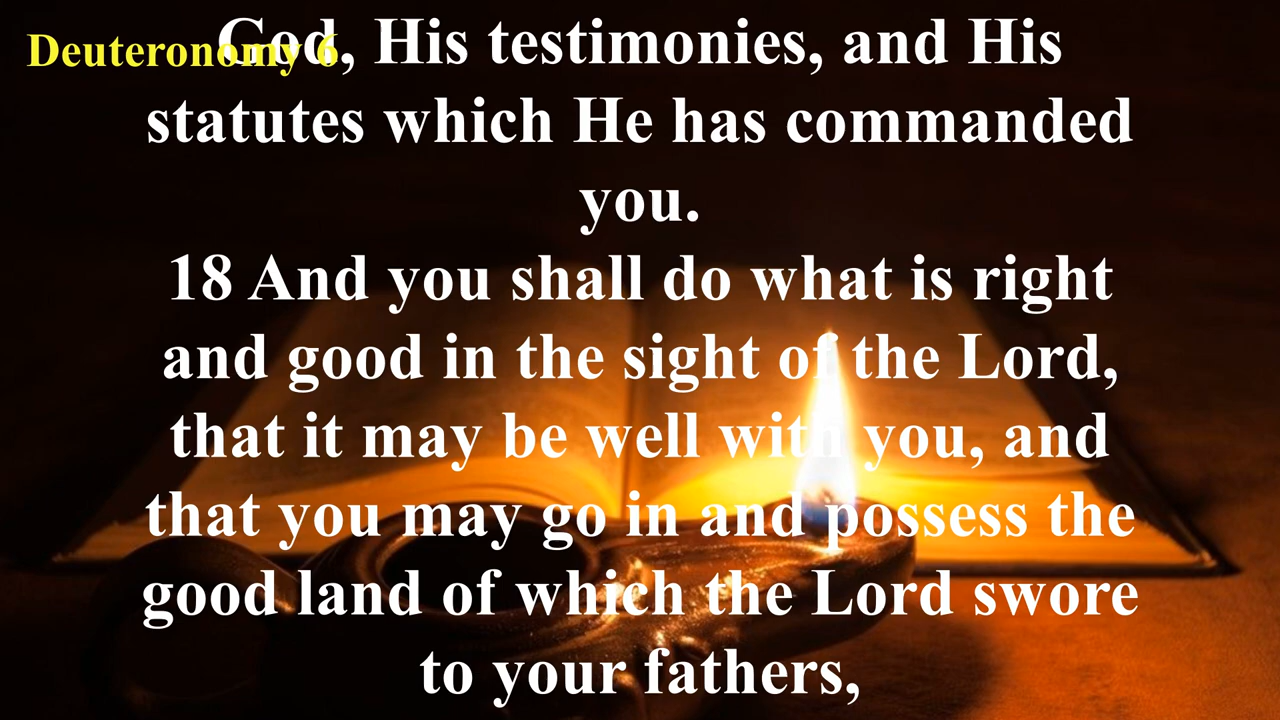 Deuteronomy 6
God, His testimonies, and His
statutes which He has commanded
you.
18 And you shall do what is right
and good in the sight of the Lord,
that it may be well with you, and
that you may go in and possess the
good land of which the Lord swore
to your fathers,